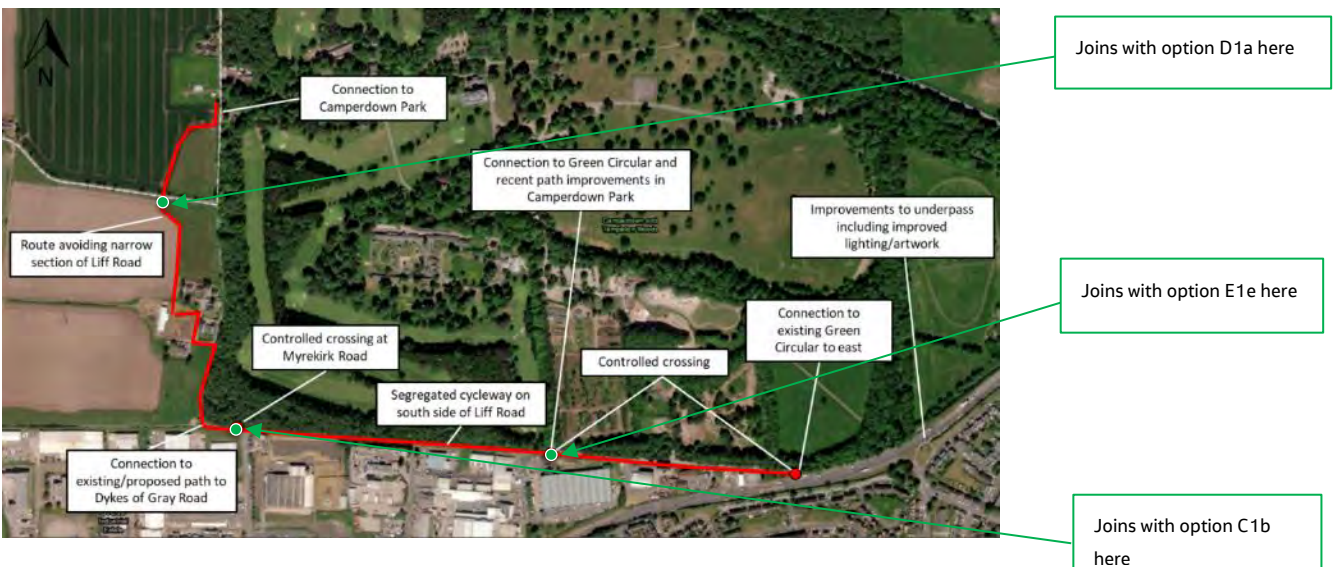 Joins with option D1a here
N
Connection to
Camperdown Park
Connection to Green Circular and
recent path improvements in
Camperdown Park
Improvements to underpass
including improved
lighting/artwork
Route avoiding narrow
section of Liff Road
Joins with option E1e here
Connection to
existing Green
Circular to east
Controlled crossing at
Myrekirk Road
Controlled crossing
Segregated cycleway on
south side of Liff Road
Connection to
existing/proposed path to
Dykes of Gray Road
Joins with option C1b
here